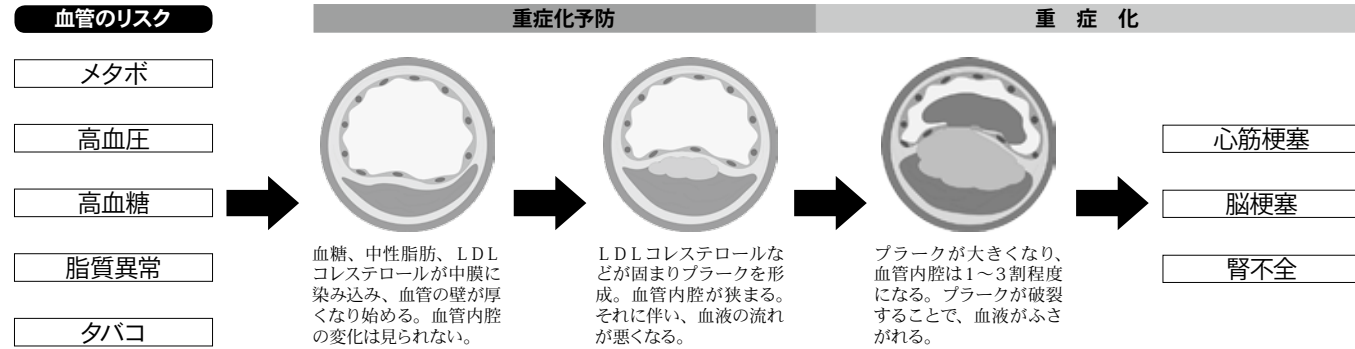 血管のリスク
メタボ
高血圧
高血糖
脂質異常
タバコ
重症化予防
血糖、中性脂肪、ＬＤＬ
コレステロールが中膜に
染み込み、血管の壁が厚
くなり始める。血管内腔
の変化は見られない。
ＬＤＬコレステロールな
どが固まりプラークを形
成。血管内腔が狭まる。
それに伴い、血液の流れ
が悪くなる。
重　症　化
プラークが大きくなり、
血管内腔は１～３割程度
になる。プラークが破裂
することで、血液がふさ
がれる。
心筋梗塞
脳梗塞
腎不全